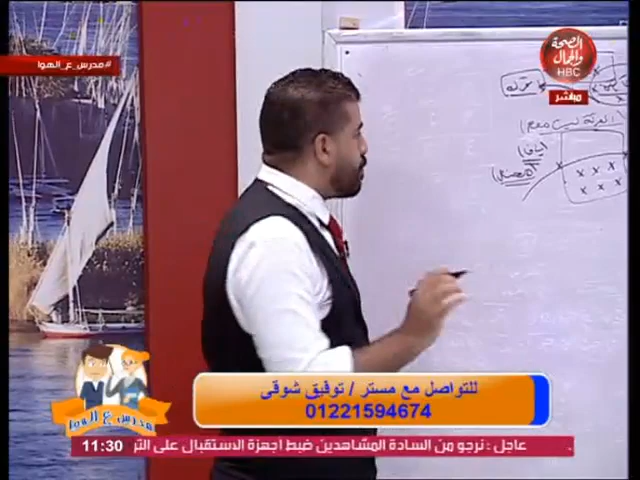 الصحة والجمال
HBC
مباشر
#مدرس_ع_الهوا
للتواصل مع مستر / توفيق شوقى
01221594674
مدرس ع الهوا
11:30
عاجل : نرجو من السادة المشاهدين ضبط اجهزة الاستقبال على التردد